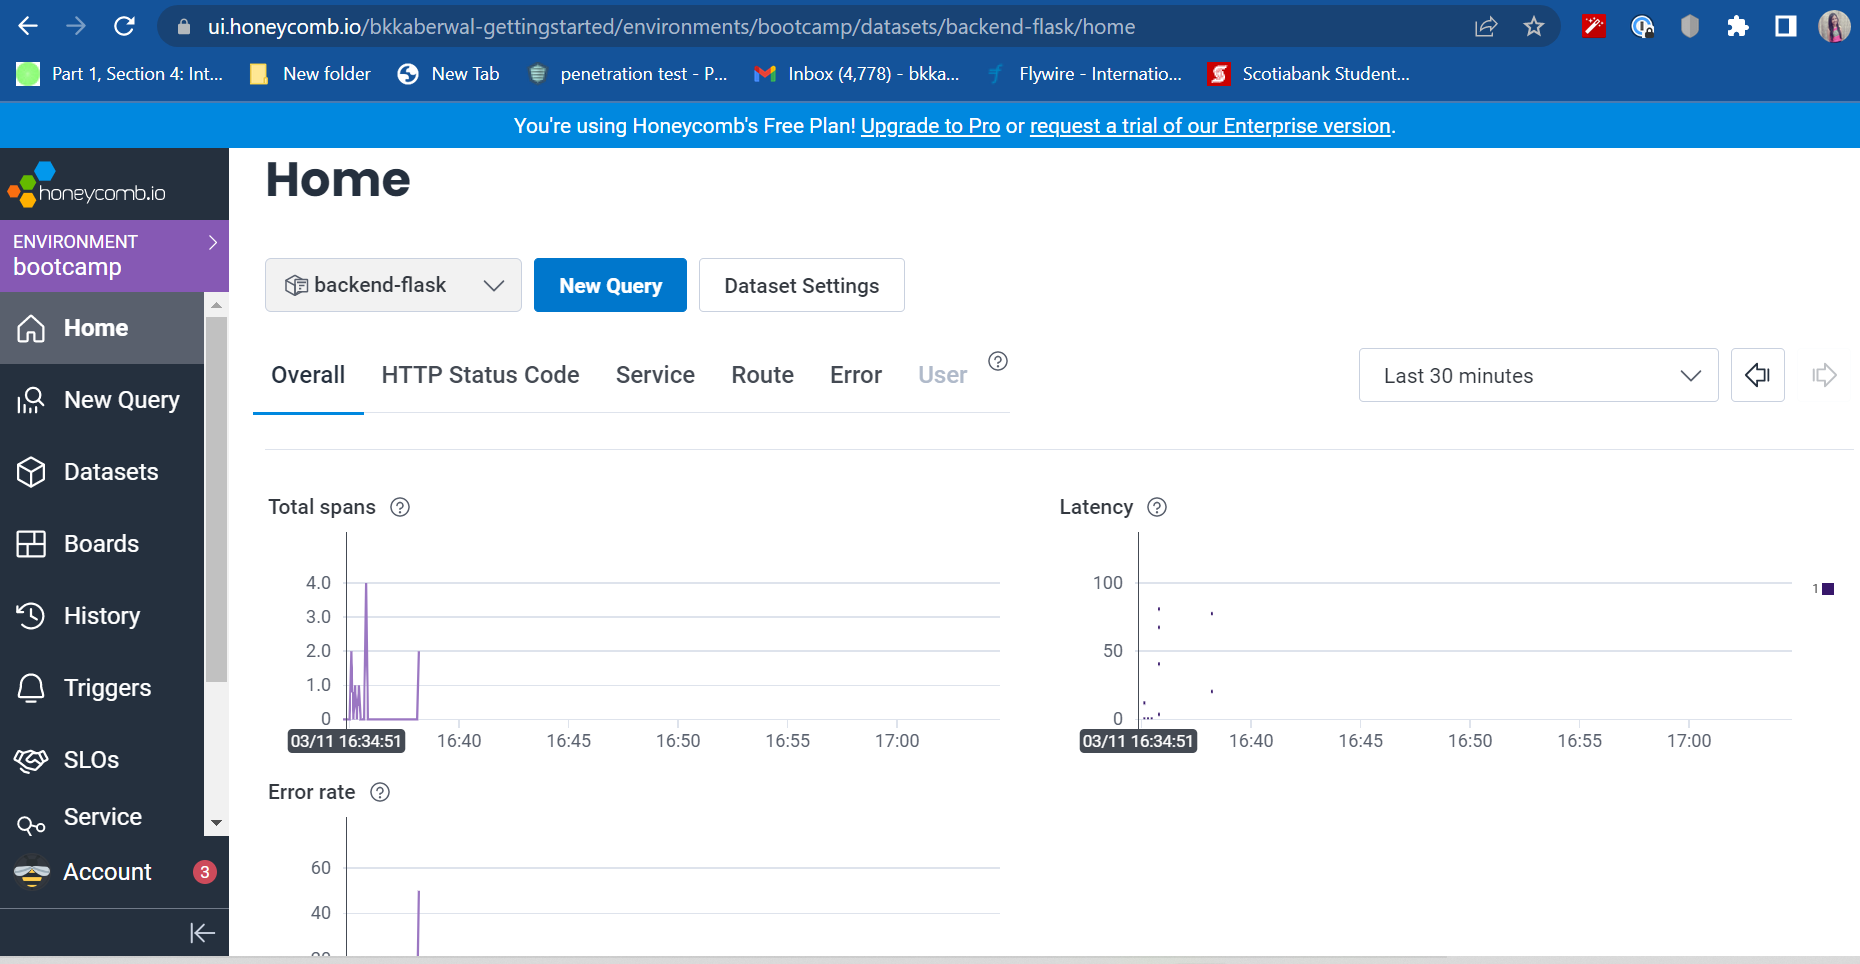 ui.honeycomb.io/bkkaberwal-gettingstarted/environments/bootcamp/datasets/backend-flask/home
Part 1, Section 4: Int...
New folder
New Tab
penetration test - P...
Inbox (4,778) - bkka...
Flywire - Internatio...
Scotiabank Student...
You're using Honeycomb's Free Plan! Upgrade to Pro or request a trial of our Enterprise version.
honeycomb.io
ENVIRONMENT
bootcamp
Home
New Query
Datasets
Boards
History
Triggers
SLOs
Service
Account 3
Home
backend-flask
New Query
Dataset Settings
Overall
HTTP Status Code
Service
Route
Error
User
Last 30 minutes
Total spans
4.0
3.0
2.0
1.0
0
03/11 16:34:51 16:40 16:45 16:50 16:55 17:00
Latency
100
50
0
1
03/11 16:34:51 16:40 16:45 16:50 16:55 17:00
Error rate
60
40